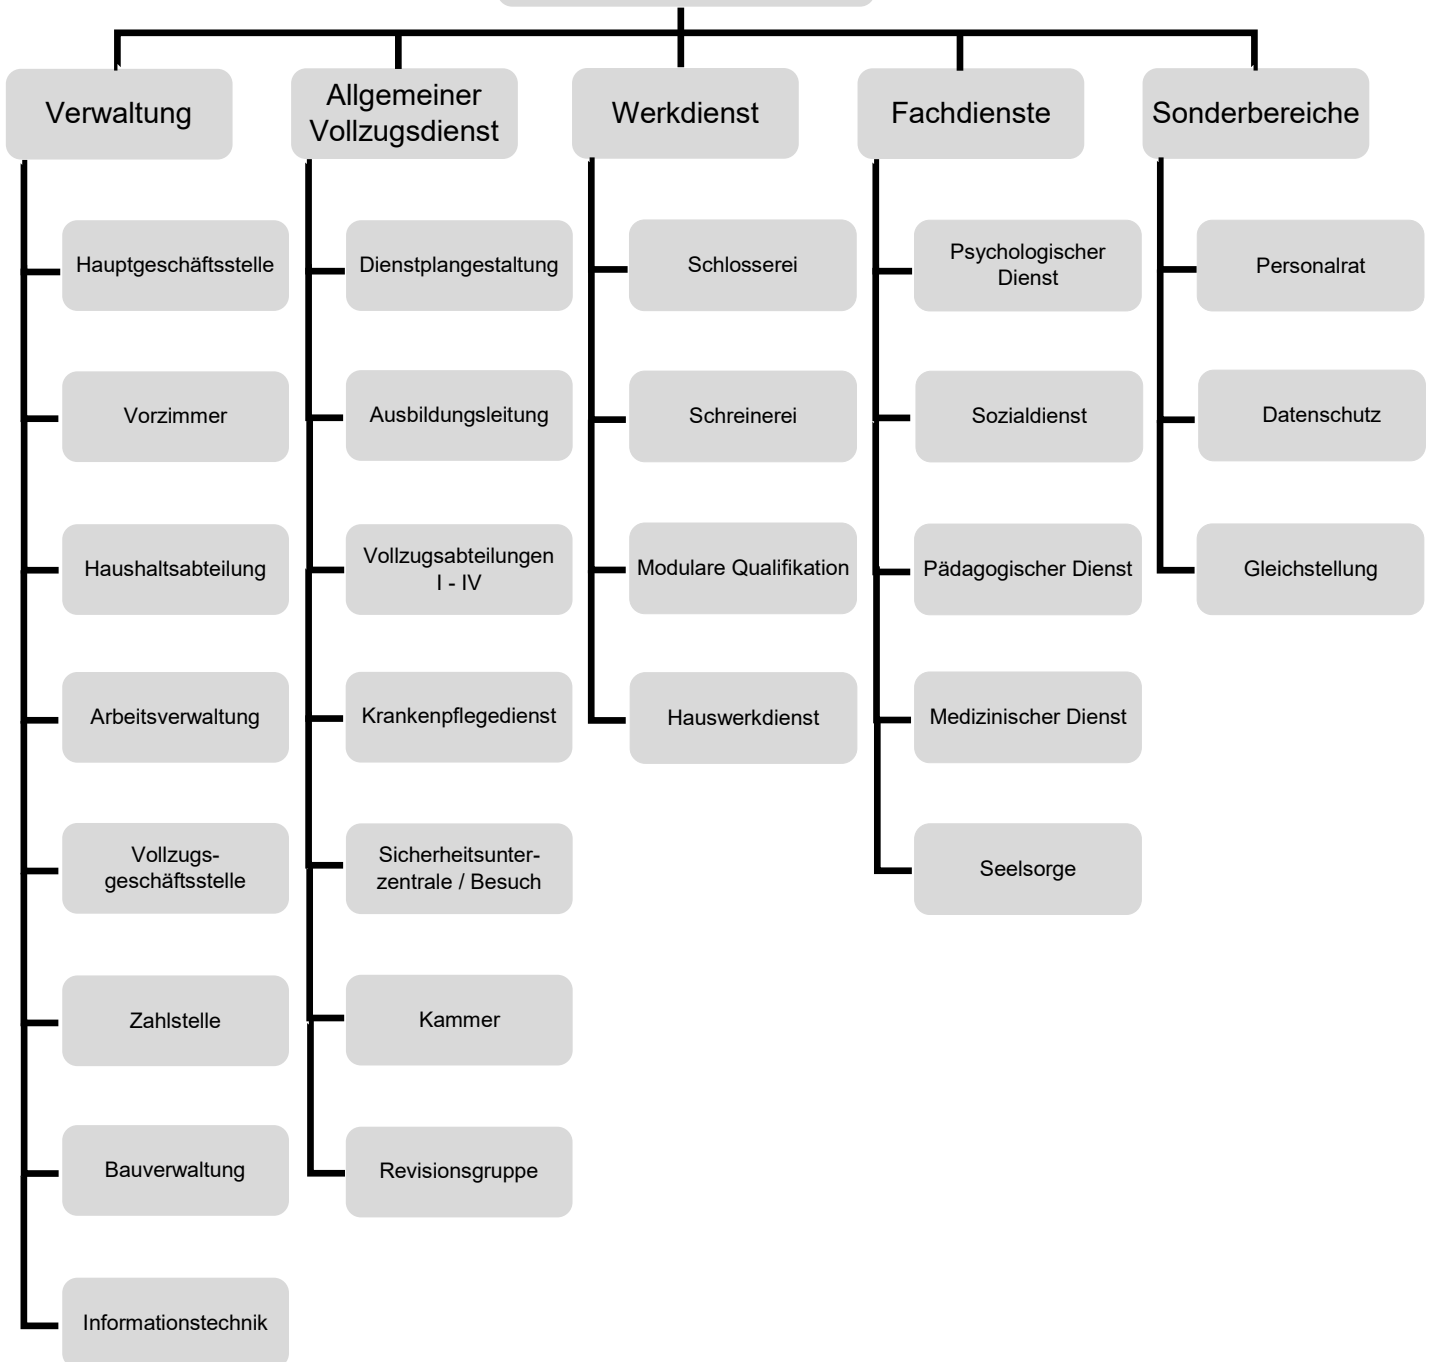 Verwaltung
Allgemeiner
Vollzugsdienst
Werkdienst
Fachdienste
Sonderbereiche
Hauptgeschäftsstelle
Vorzimmer
Haushaltsabteilung
Arbeitsverwaltung
Vollzugs-
geschäftsstelle
Zahlstelle
Bauverwaltung
Informationstechnik
Dienstplangestaltung
Ausbildungsleitung
Vollzugsabteilungen
I - IV
Krankenpflegedienst
Sicherheitsunter-
zentrale / Besuch
Kammer
Revisionsgruppe
Schlosserei
Schreinerei
Modulare Qualifikation
Hauswerkdienst
Psychologischer
Dienst
Sozialdienst
Pädagogischer Dienst
Medizinischer Dienst
Seelsorge
Personalrat
Datenschutz
Gleichstellung